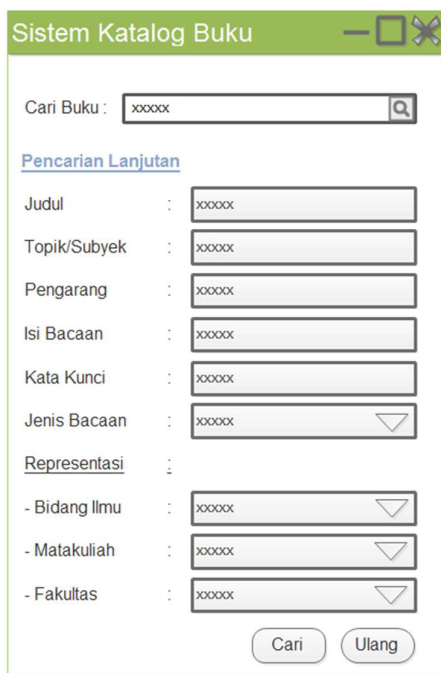 Sistem Katalog Buku
Cari Buku : xxxxx
Pencarian Lanjutan
Judul : xxxxx
Topik/Subyek : xxxxx
Pengarang : xxxxx
Isi Bacaan : xxxxx
Kata Kunci : xxxxx
Jenis Bacaan : xxxxx
Representasi :
- Bidang Ilmu : xxxxx
- Matakuliah : xxxxx
- Fakultas : xxxxx
Cari Ulang